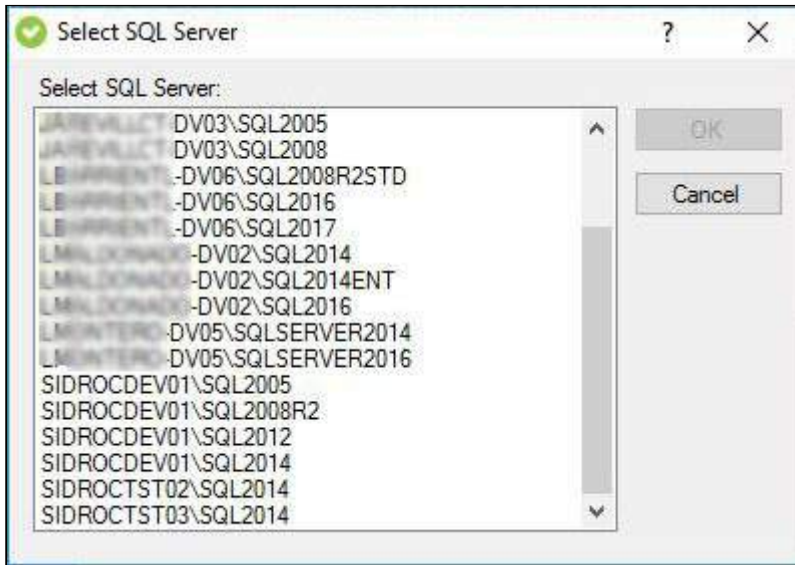 Select SQL Server
?
Select SQL Server:
DV03\SQL2005
DV03\SQL2008
-DV06\SQL2008R2STD
-DV06\SQL2016
-DV06\SQL2017
-DV02\SQL2014
-DV02\SQL2014ENT
-DV02\SQL2016
-DV05\SQLSERVER2014
-DV05\SQLSERVER2016
SIDROCDEV01\SQL2005
SIDROCDEV01\SQL2008R2
SIDROCDEV01\SQL2012
SIDROCDEV01\SQL2014
SIDROCTST02\SQL2014
SIDROCTST03\SQL2014
OK
Cancel